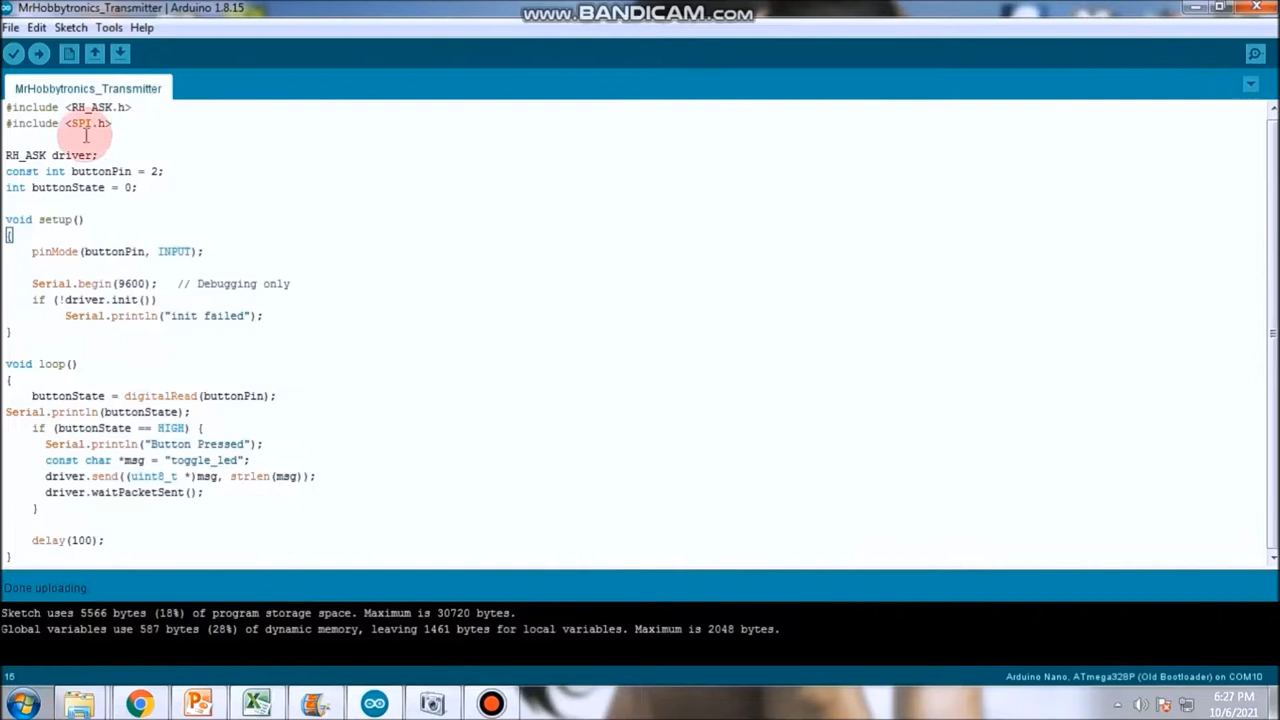 MrHobbytronics_Transmitter | Arduino 1.8.15
www.BANDICAM.com
File Edit Sketch Tools Help
MrHobbytronics_Transmitter
#include <RH_ASK.h>
#include <SPI.h>
RH_ASK driver;
const int buttonPin = 2;
int buttonState = 0;
void setup()
{
pinMode(buttonPin, INPUT);
Serial.begin(9600);   // Debugging only
if (!driver.init())
Serial.println("init failed");
}
void loop()
{
buttonState = digitalRead(buttonPin);
Serial.println(buttonState);
if (buttonState == HIGH) {
Serial.println("Button Pressed");
const char *msg = "toggle_led";
driver.send((uint8_t *)msg, strlen(msg));
driver.waitPacketSent();
}
delay(100);
}
Done uploading.
Sketch uses 5566 bytes (18%) of program storage space. Maximum is 30720 bytes.
Global variables use 587 bytes (28%) of dynamic memory, leaving 1461 bytes for local variables. Maximum is 2048 bytes.
16
Arduino Nano, ATmega328P (Old Bootloader) on COM10
6:27 PM
10/6/2021